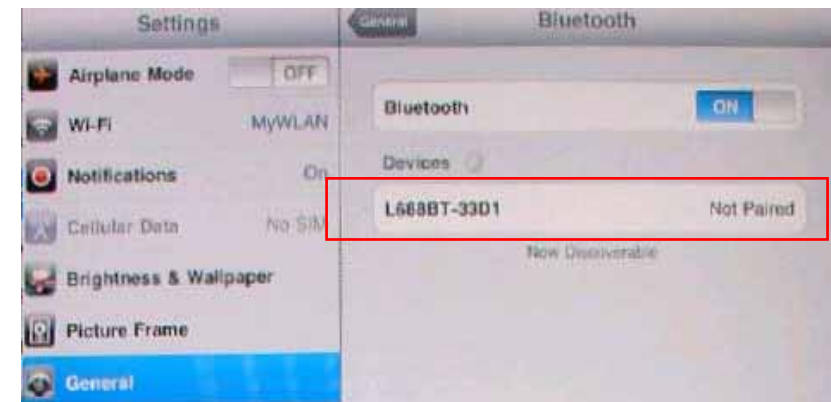 Settings
Airplane Mode OFF
Wi-Fi MyWLAN
Notifications On
Cellular Data No SIM
Brightness & Wallpaper
Picture Frame
General
General
Bluetooth
Bluetooth ON
Devices
L668BT-33D1 Not Paired
Now Discoverable